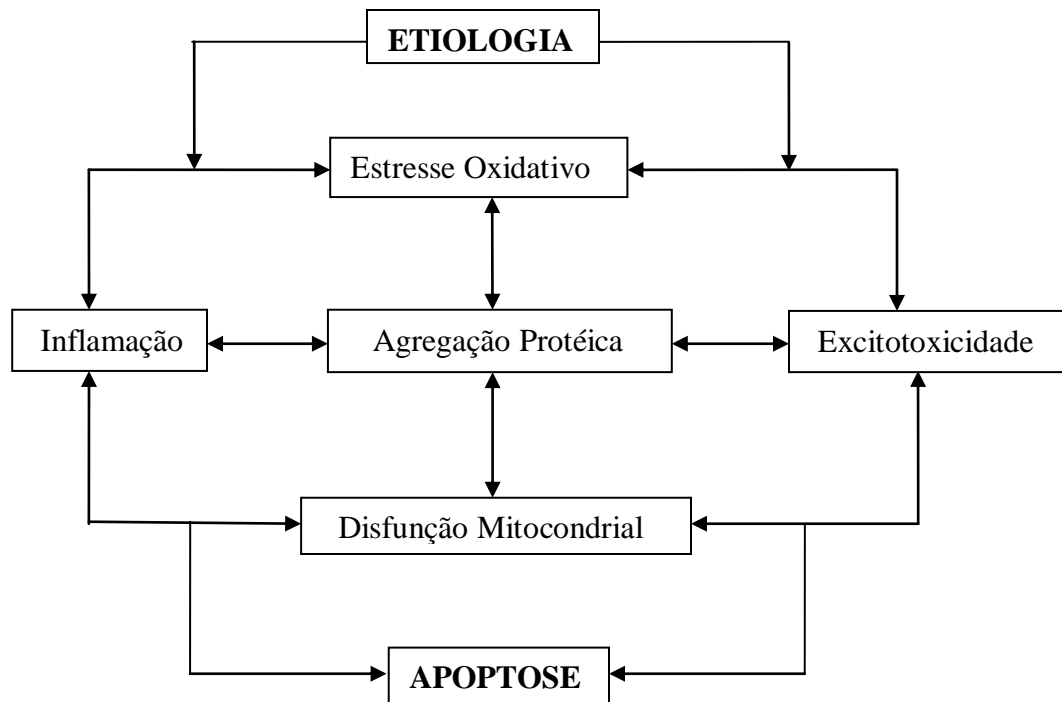 ETIOLOGIA
Estresse Oxidativo
Inflamação
Agregação Protéica
Excitotoxicidade
Disfunção Mitocondrial
APOPTOSE